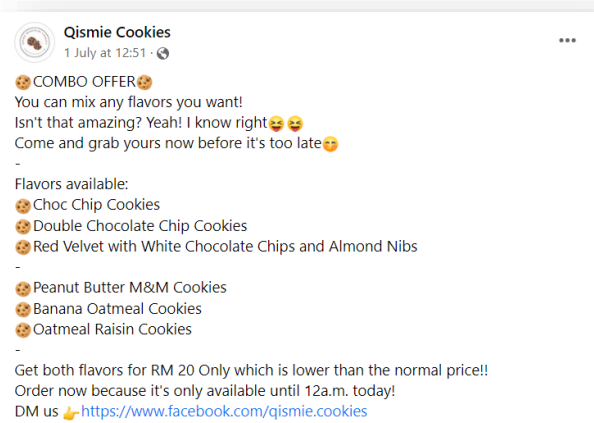 Qismie Cookies
1 July at 12:51 ·
🍪COMBO OFFER🍪
You can mix any flavors you want!
Isn't that amazing? Yeah! I know right😝😝
Come and grab yours now before it's too late😋
-
Flavors available:
🍪Choc Chip Cookies
🍪Double Chocolate Chip Cookies
🍪Red Velvet with White Chocolate Chips and Almond Nibs
-
🍪Peanut Butter M&M Cookies
🍪Banana Oatmeal Cookies
🍪Oatmeal Raisin Cookies
-
Get both flavors for RM 20 Only which is lower than the normal price!!
Order now because it's only available until 12a.m. today!
DM us 👉https://www.facebook.com/qismie.cookies